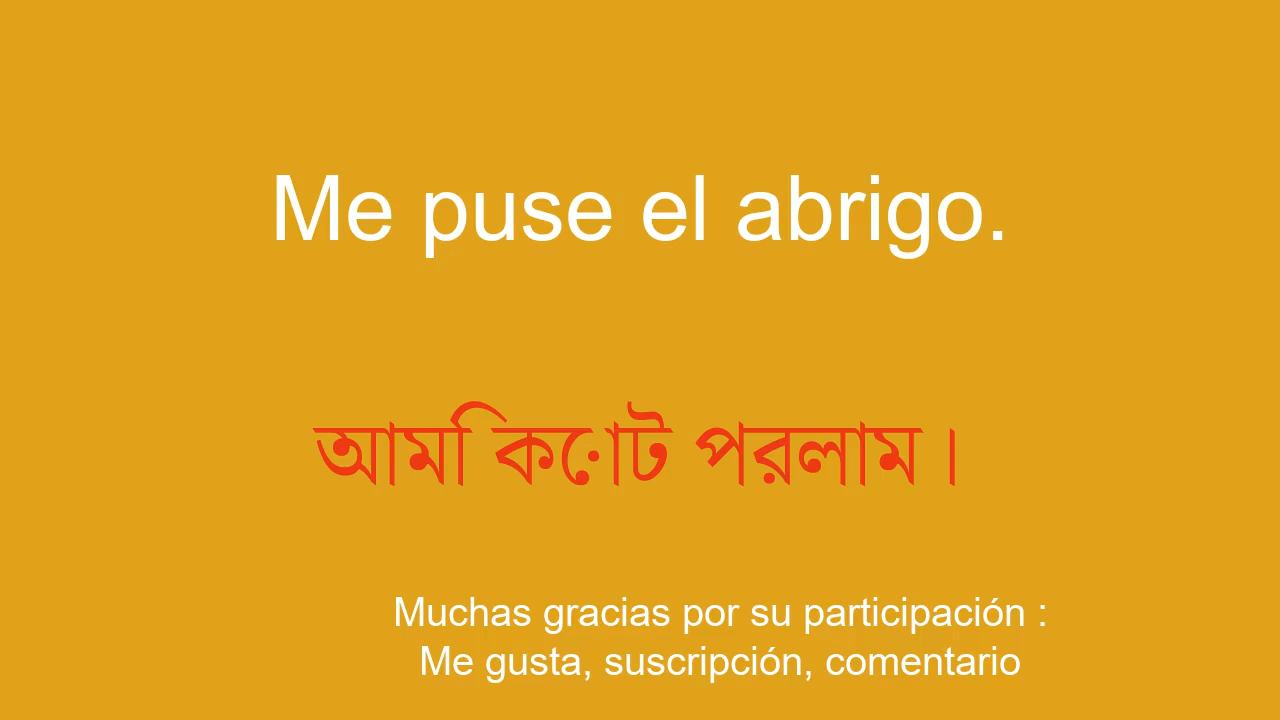 Me puse el abrigo.
আমি কোট পরলাম।
Muchas gracias por su participación :
Me gusta, suscripción, comentario